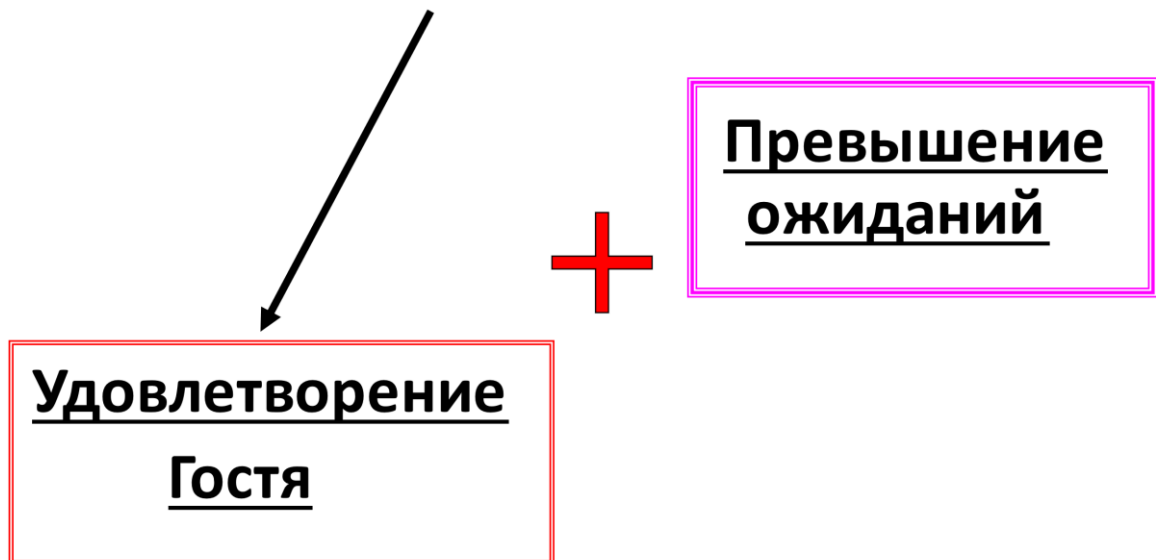 Превышение
ожиданий
Удовлетворение
Гостя